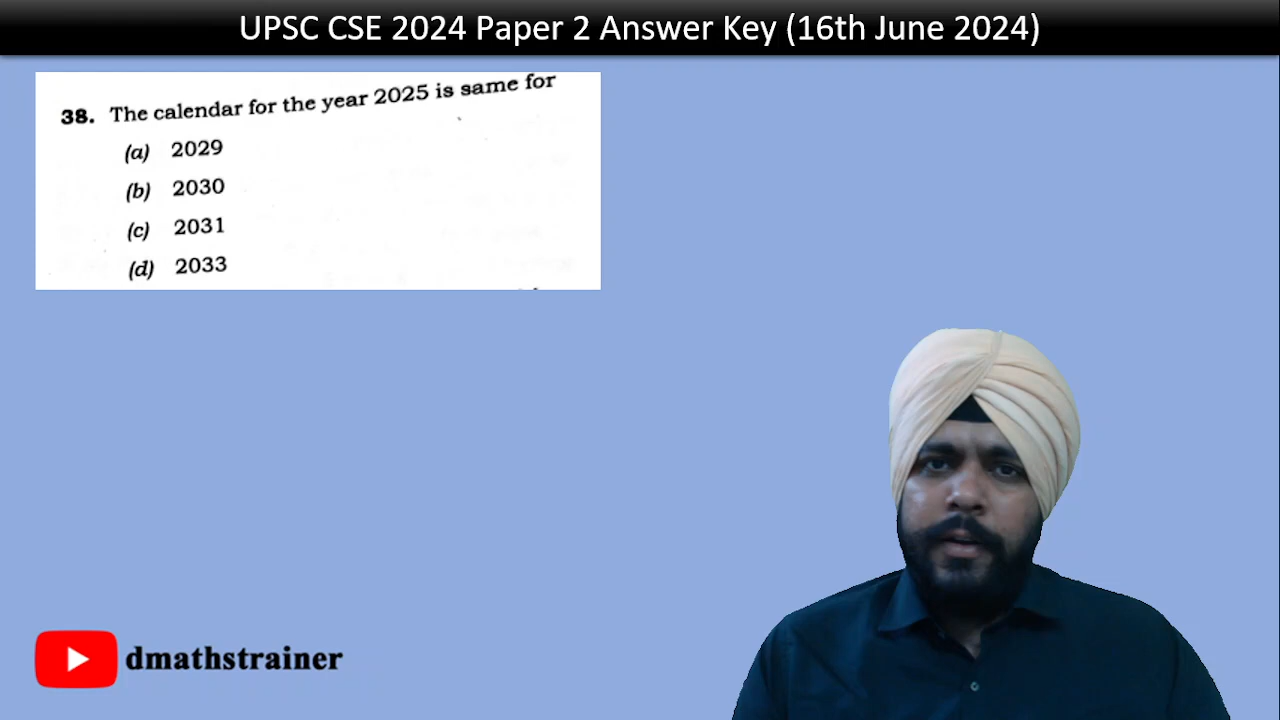 UPSC CSE 2024 Paper 2 Answer Key (16th June 2024)
38. The calendar for the year 2025 is same for
(a) 2029
(b) 2030
(c) 2031
(d) 2033
dmathstrainer